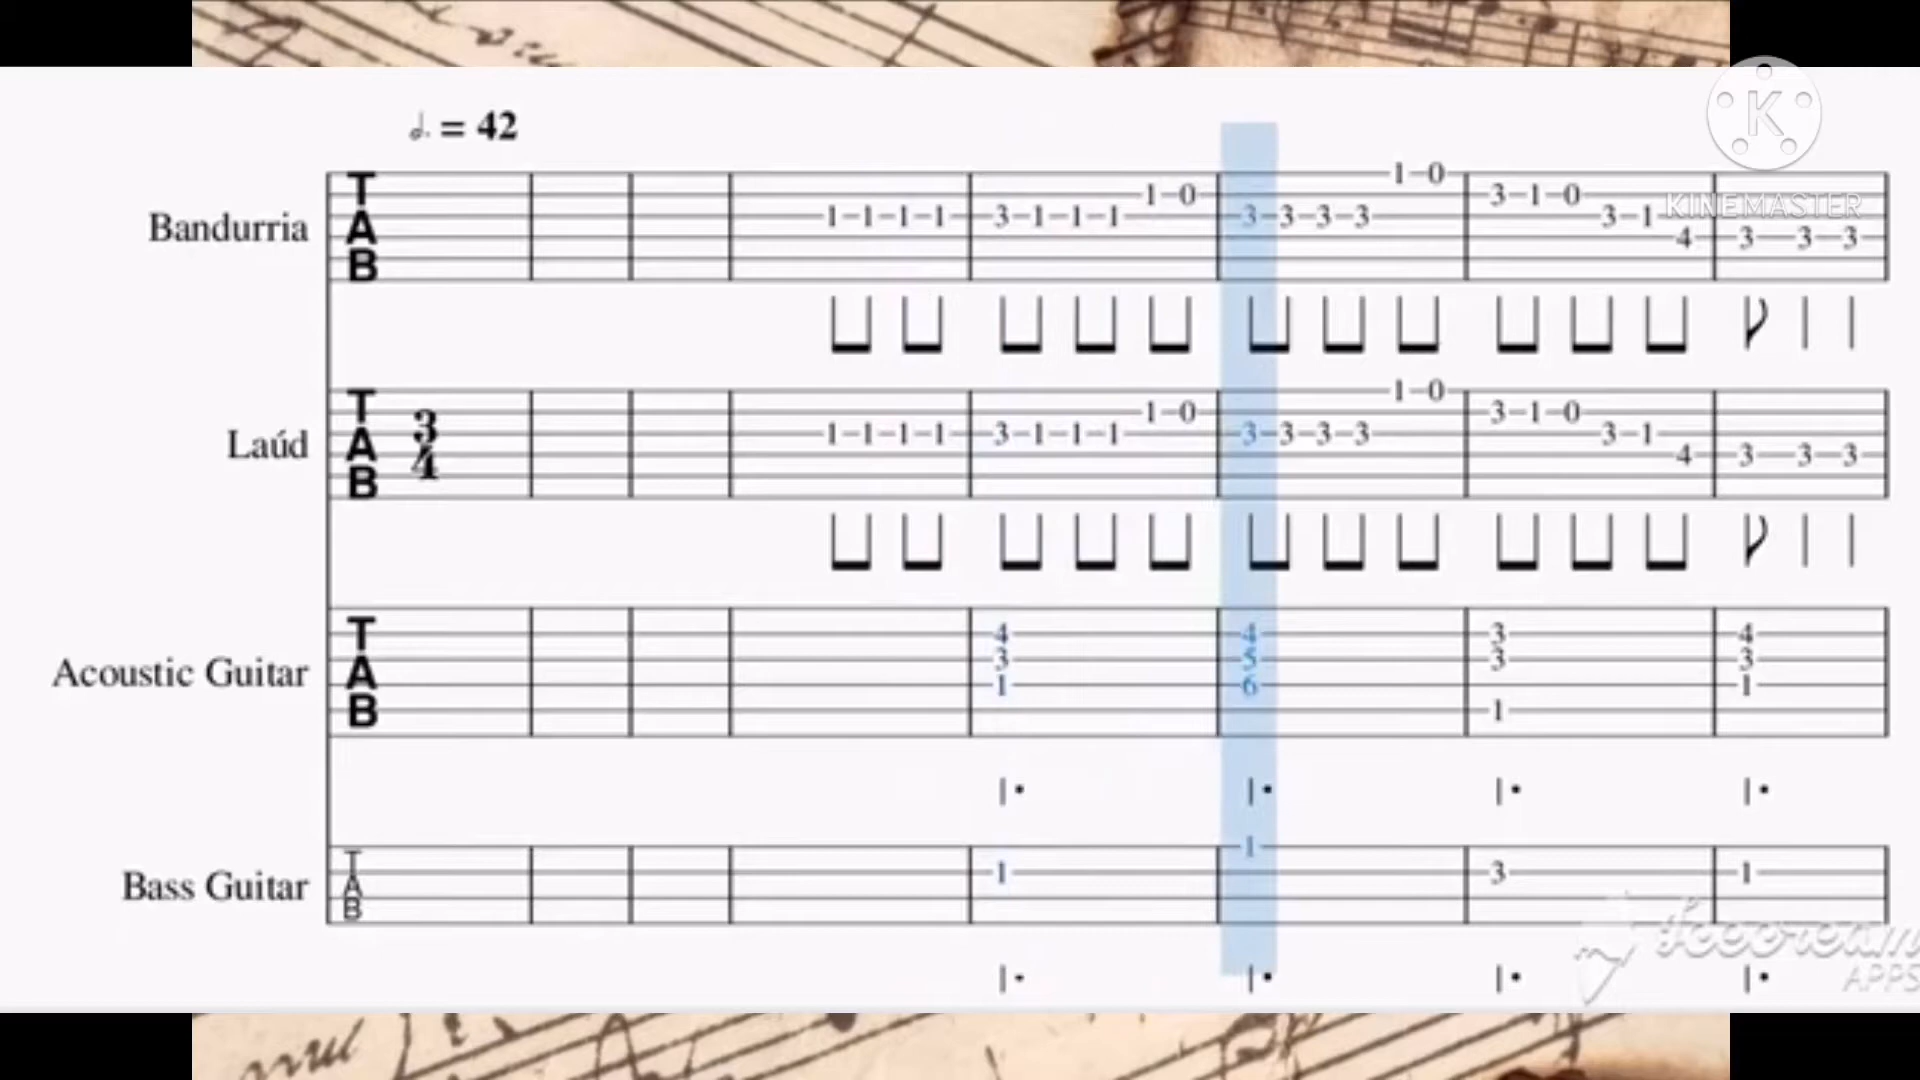 𝅗𝅥. = 42
K
KINEMASTER
Bandurria
T
A
B
1-0
1-0 3-1-0
1-1-1-1 3-1-1-1 3-3-3-3 3-1
4 3 3-3
Laúd
T
A
B
3
4
1-0
1-0 3-1-0
1-1-1-1 3-1-1-1 3-3-3-3 3-1
4 3 3-3
Acoustic Guitar
T
A
B
4 4 3 4
3 5 3 3
1 6 1
1
Bass Guitar
T
A
B
1
1 3 1
Icecream
APPS